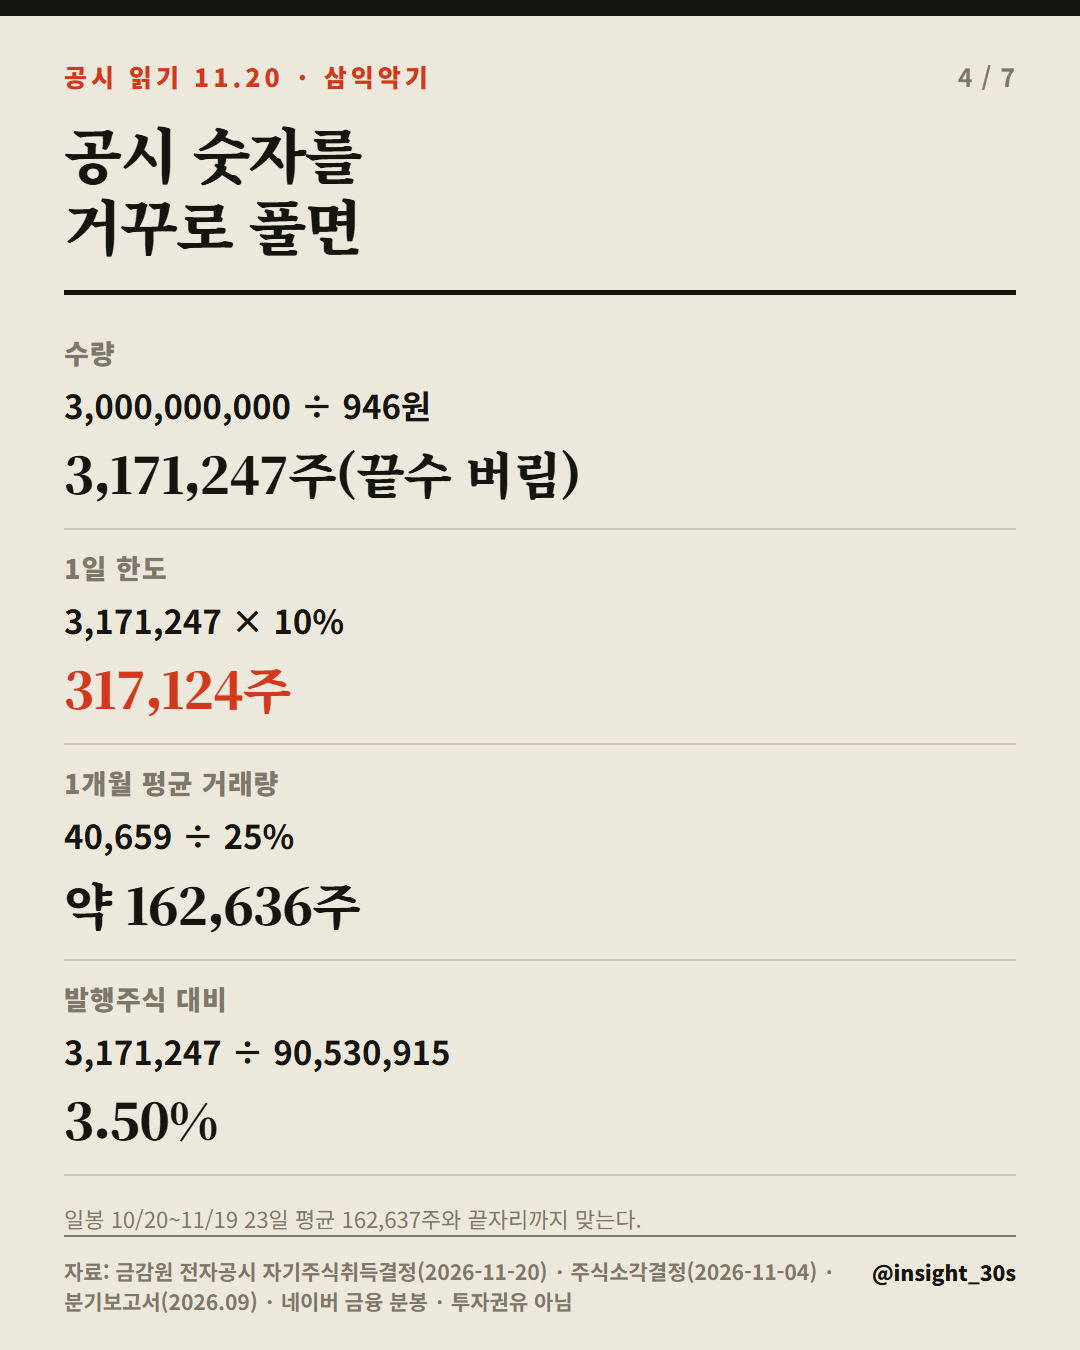 공시 읽기 11.20 · 삼익악기
4 / 7
공시 숫자를
거꾸로 풀면
수량
3,000,000,000 ÷ 946원
3,171,247주(끝수 버림)
1일 한도
3,171,247 × 10%
317,124주
1개월 평균 거래량
40,659 ÷ 25%
약 162,636주
발행주식 대비
3,171,247 ÷ 90,530,915
3.50%
일봉 10/20~11/19 23일 평균 162,637주와 끝자리까지 맞는다.
자료: 금감원 전자공시 자기주식취득결정(2026-11-20) · 주식소각결정(2026-11-04) ·
분기보고서(2026.09) · 네이버 금융 분봉 · 투자권유 아님
@insight_30s